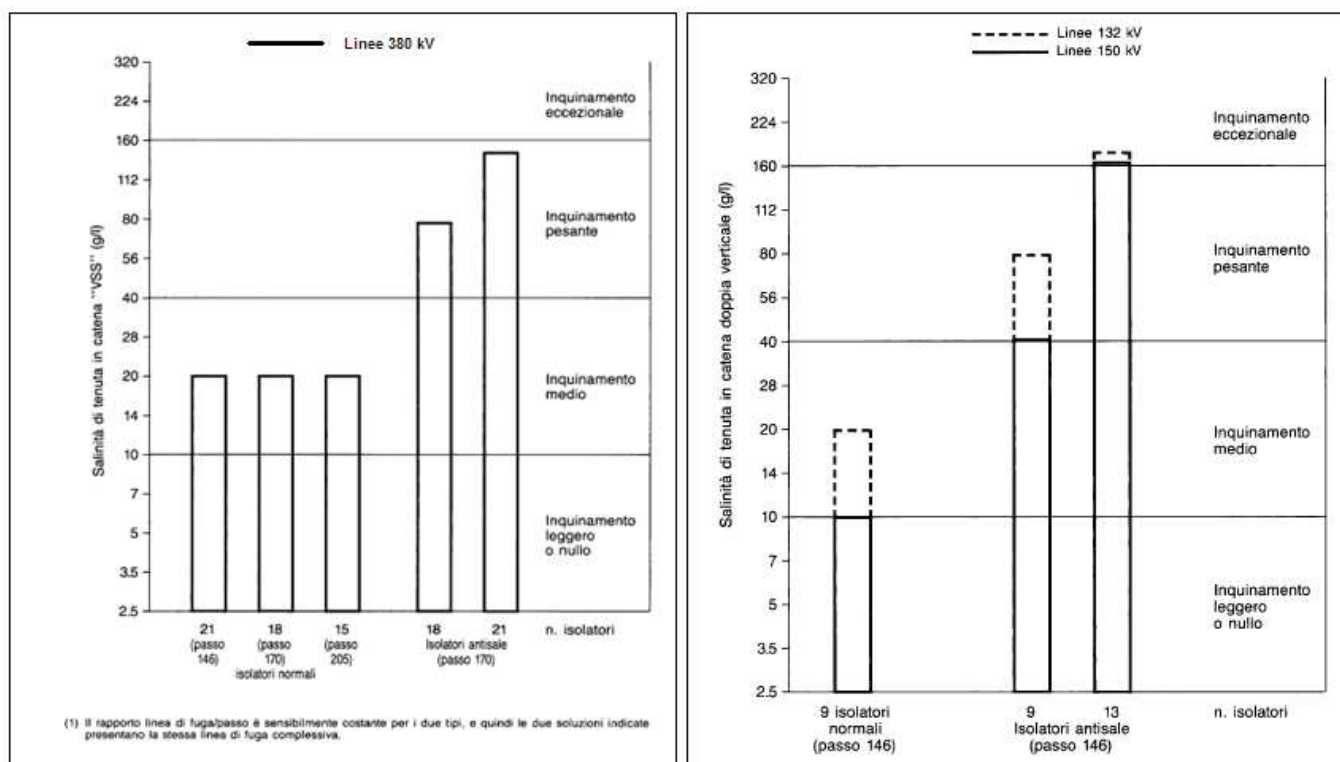 Linee 380 kV
Salinità di tenuta in catena "VSS" (g/l)
320
224
160
112
80
56
40
28
20
14
10
7
5
3.5
2.5
Inquinamento
eccezionale
Inquinamento
pesante
Inquinamento
medio
Inquinamento
leggero
o nullo
21 18 15 18 21 n. isolatori
(passo (passo (passo Isolatori antisale
146) 170) 205) (passo 170)
isolatori normali
(1) Il rapporto linea di fuga/passo è sensibilmente costante per i due tipi, e quindi le due soluzioni indicate
presentano la stessa linea di fuga complessiva.
Linee 132 kV
Linee 150 kV
Salinità di tenuta in catena doppia verticale (g/l)
320
224
160
112
80
56
40
28
20
14
10
7
5
3.5
2.5
Inquinamento
eccezionale
Inquinamento
pesante
Inquinamento
medio
Inquinamento
leggero
o nullo
9 isolatori 9 13 n. isolatori
normali Isolatori antisale
(passo 146) (passo 146)